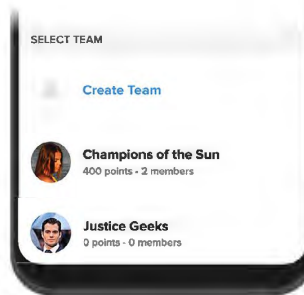 SELECT TEAM
Create Team
Champions of the Sun
400 points - 2 members
Justice Geeks
0 points - 0 members